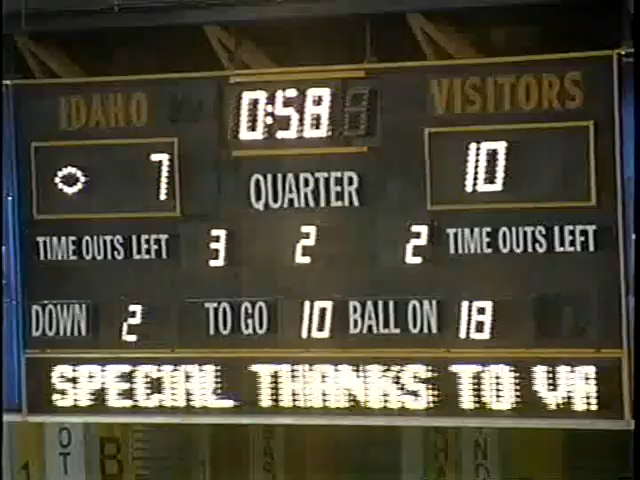 IDAHO 0:58 VISITORS
7 QUARTER 10
TIME OUTS LEFT 3 2 2 TIME OUTS LEFT
DOWN 2 TO GO 10 BALL ON 18
SPECIAL THANKS TO VA